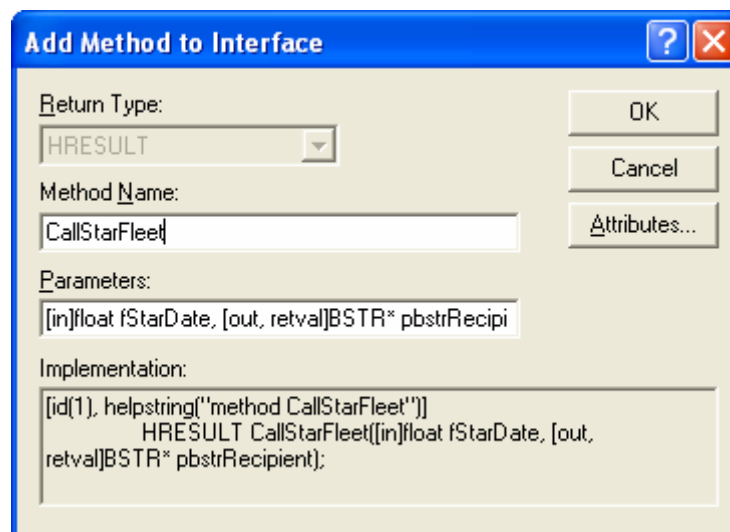 Add Method to Interface
?
Return Type:
HRESULT
OK
Cancel
Attributes...
Method Name:
CallStarFleet
Parameters:
[in]float fStarDate, [out, retval]BSTR* pbstrRecipi
Implementation:
[id(1), helpstring("method CallStarFleet")]
HRESULT CallStarFleet([in]float fStarDate, [out,
retval]BSTR* pbstrRecipient);